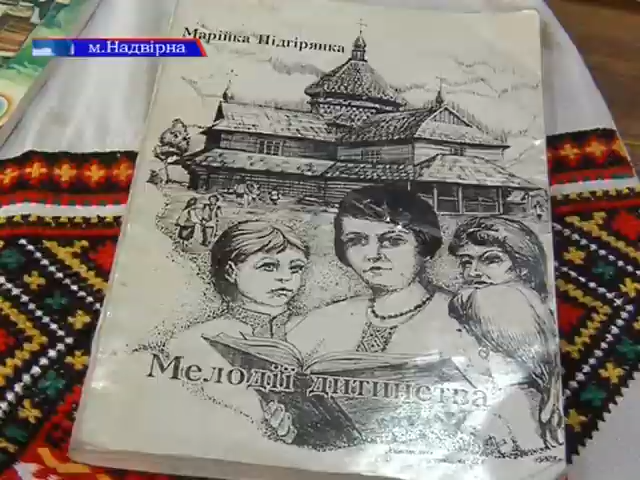 м.Надвірна
Марійка Підгірянка
Мелодії дитинства